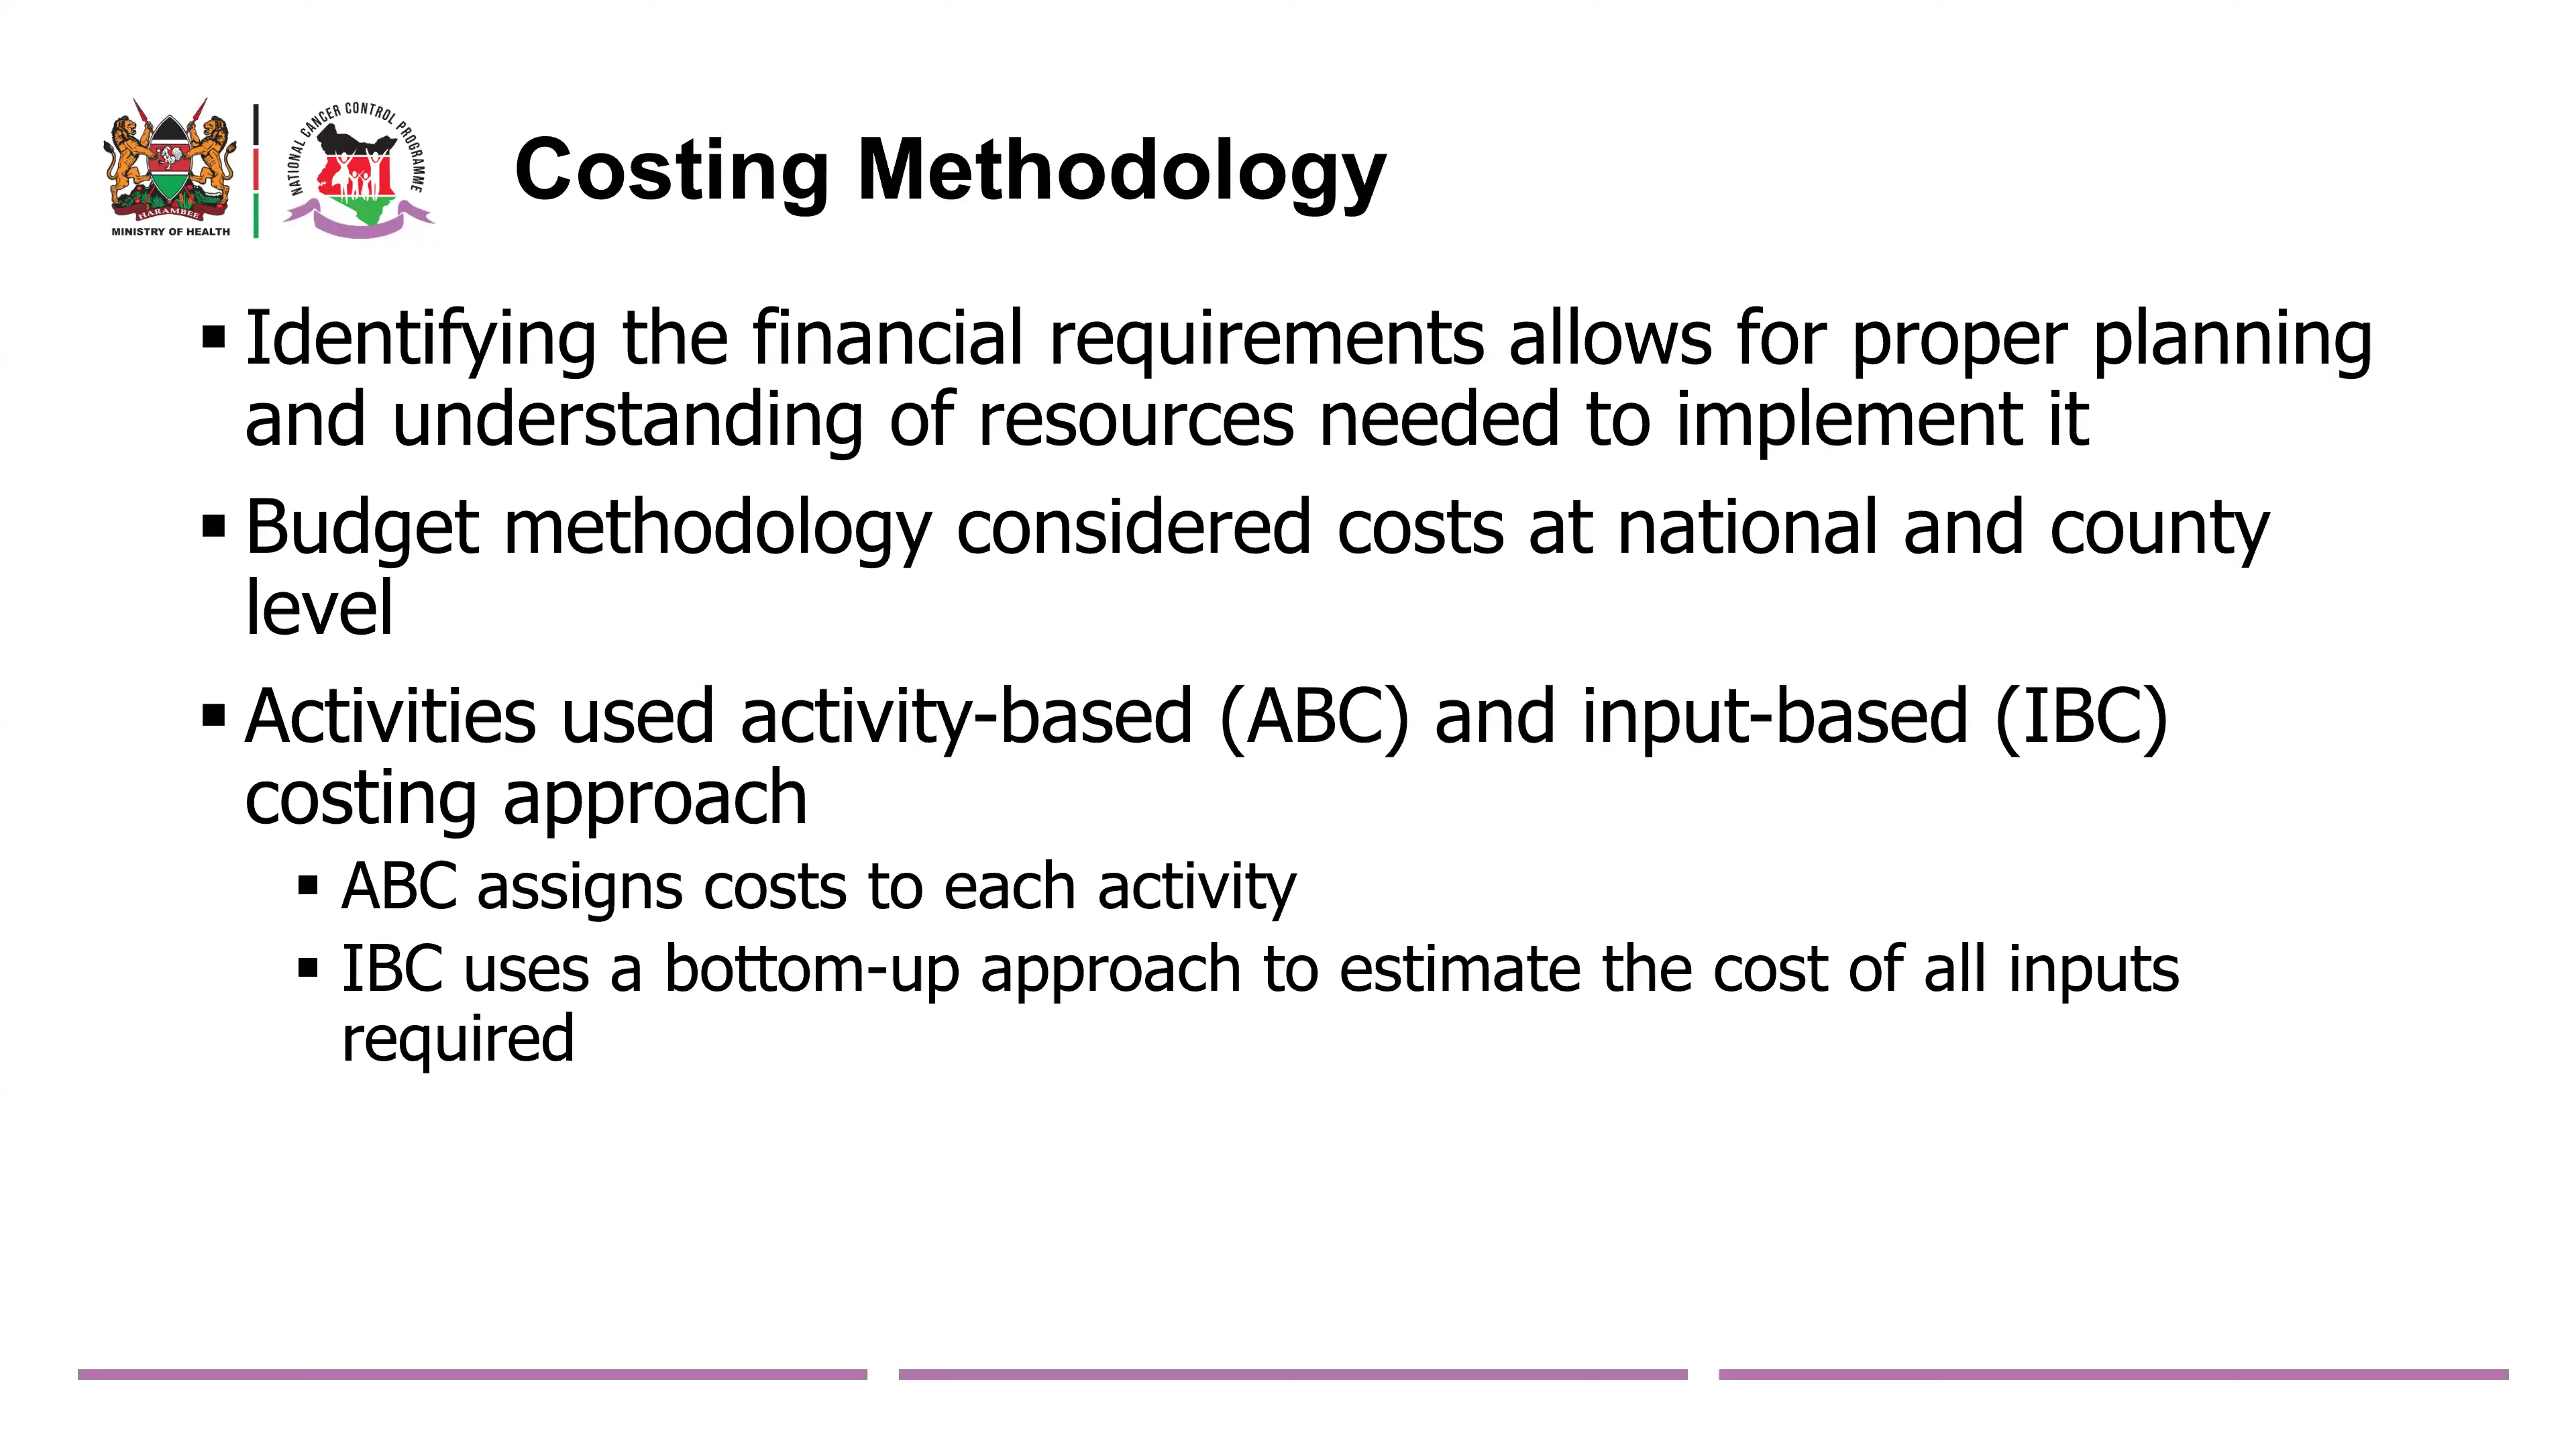 HARAMBEE
MINISTRY OF HEALTH
NATIONAL CANCER CONTROL PROGRAMME
Costing Methodology
▪ Identifying the financial requirements allows for proper planning
and understanding of resources needed to implement it
▪ Budget methodology considered costs at national and county
level
▪ Activities used activity-based (ABC) and input-based (IBC)
costing approach
▪ ABC assigns costs to each activity
▪ IBC uses a bottom-up approach to estimate the cost of all inputs
required